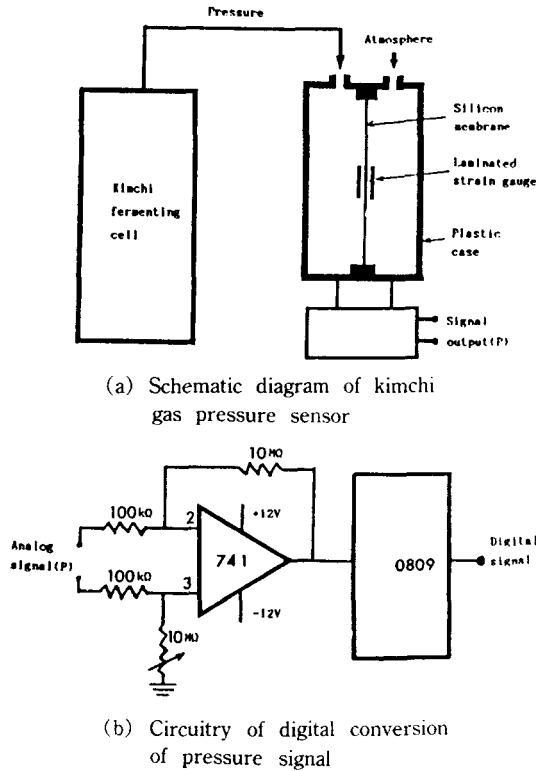 Pressure
Atmosphere
Silicon
membrane
Laminated
strain gauge
Kimchi
fermenting
cell
Plastic
case
Signal
output(P)
(a) Schematic diagram of kimchi
gas pressure sensor
10MΩ
100kΩ
2
+12V
Analog
signal(P)
741
0809
Digital
signal
100kΩ
3
-12V
10MΩ
(b) Circuitry of digital conversion
of pressure signal